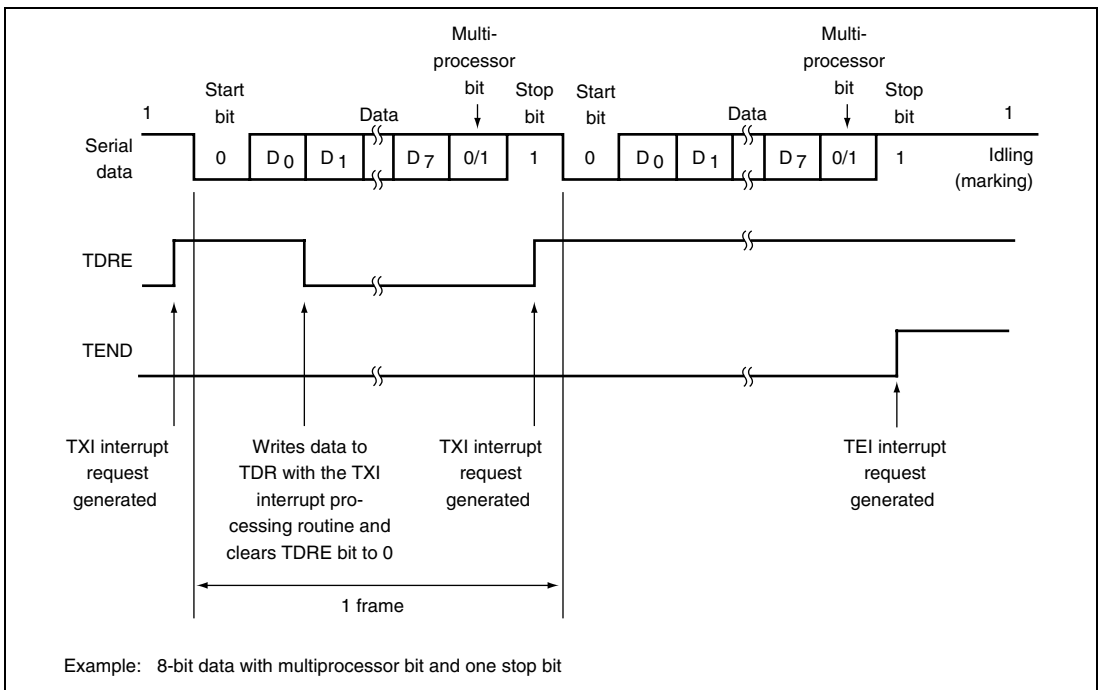 Multi-
processor
bit
Multi-
processor
bit
1
Start
bit
Data
Stop
bit
Start
bit
Data
Stop
bit
1
Serial
data
0 D0 D1 D7 0/1 1 0 D0 D1 D7 0/1 1
Idling
(marking)
TDRE
TEND
TXI interrupt
request
generated
Writes data to
TDR with the TXI
interrupt pro-
cessing routine and
clears TDRE bit to 0
TXI interrupt
request
generated
TEI interrupt
request
generated
1 frame
Example: 8-bit data with multiprocessor bit and one stop bit